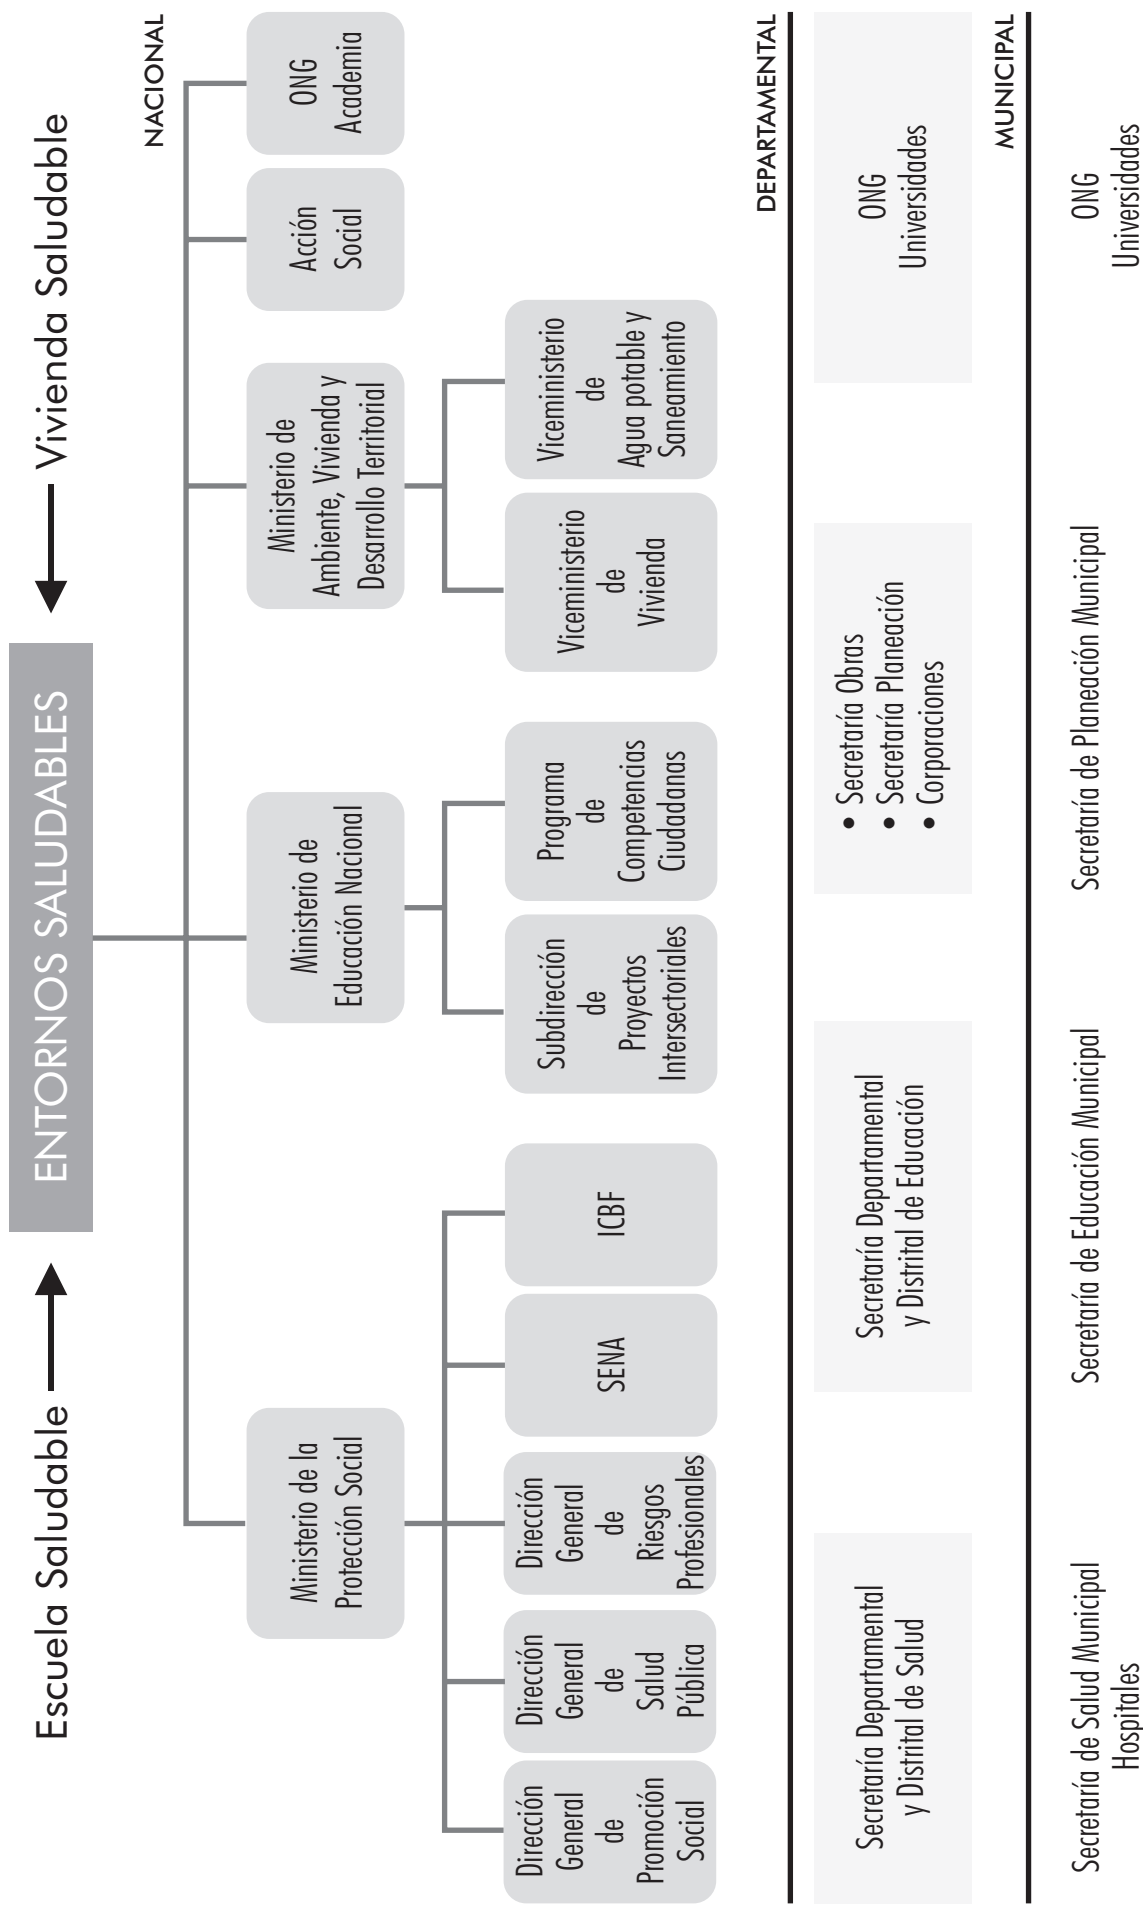 Escuela Saludable
ENTORNOS SALUDABLES
Vivienda Saludable
NACIONAL
Ministerio de la
Protección Social
Ministerio de
Educación Nacional
Ministerio de
Ambiente, Vivienda y
Desarrollo Territorial
Acción
Social
ONG
Academia
Dirección
General
de
Promoción
Social
Dirección
General
de
Salud
Pública
Dirección
General
de
Riesgos
Profesionales
SENA
ICBF
Subdirección
de
Proyectos
Intersectoriales
Programa
de
Competencias
Ciudadanas
Viceministerio
de
Vivienda
Viceministerio
de
Agua potable y
Saneamiento
DEPARTAMENTAL
Secretaría Departamental
y Distrital de Salud
Secretaría Departamental
y Distrital de Educación
• Secretaría Obras
• Secretaría Planeación
• Corporaciones
ONG
Universidades
MUNICIPAL
Secretaría de Salud Municipal
Hospitales
Secretaría de Educación Municipal
Secretaría de Planeación Municipal
ONG
Universidades